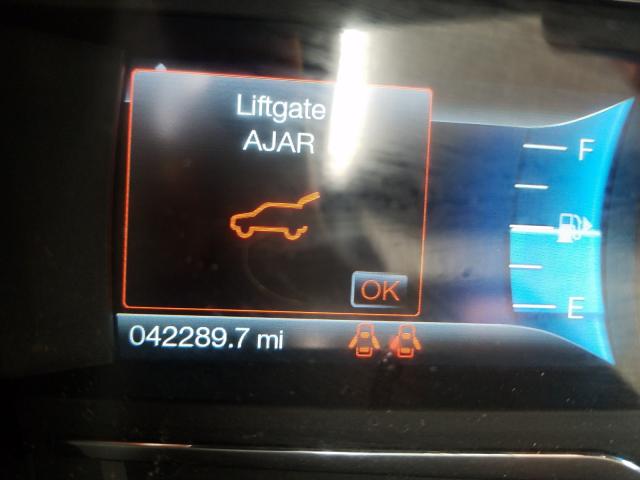 Liftgate
AJAR
OK
042289.7 mi
F
E